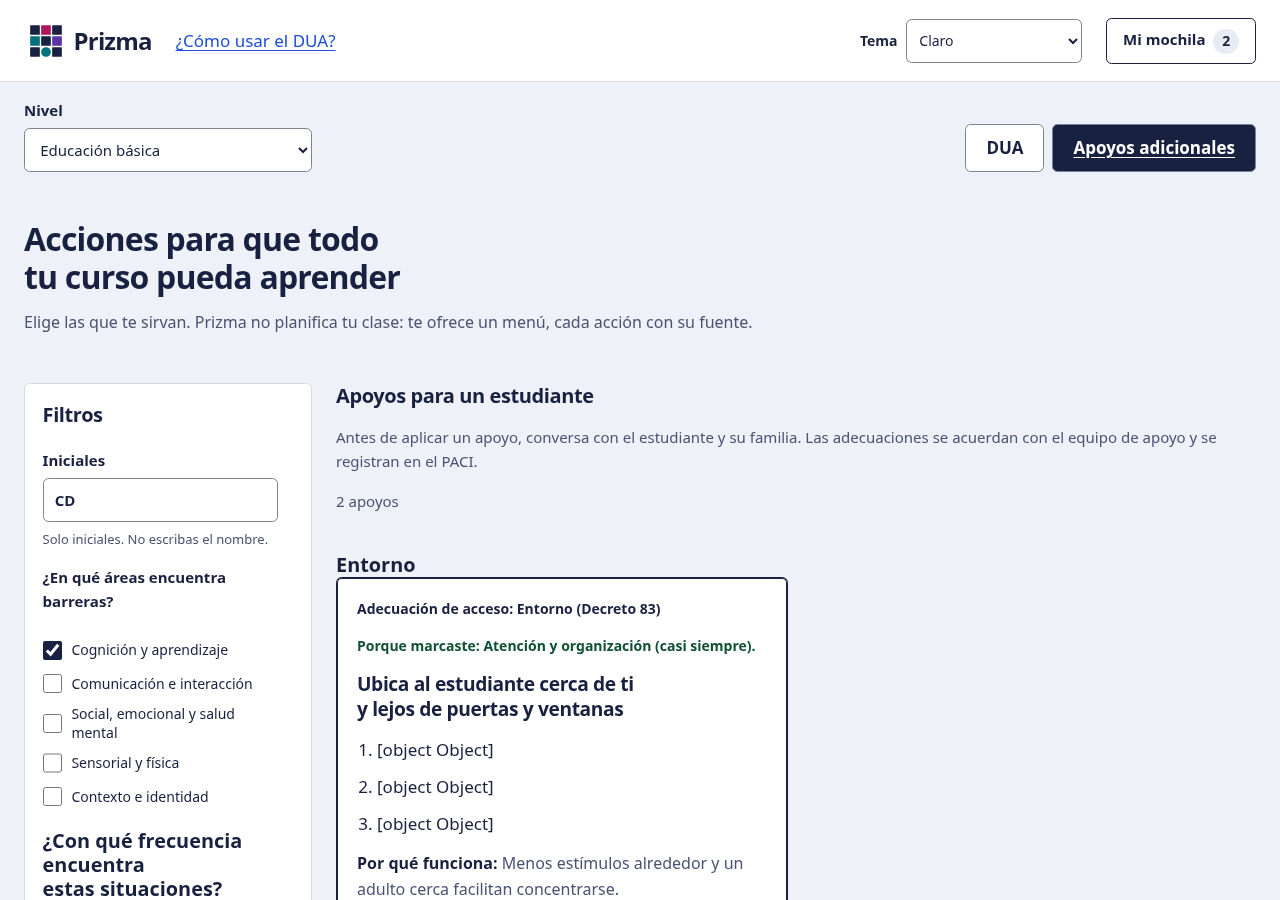 Prizma
¿Cómo usar el DUA?
Tema
Claro
Mi mochila 2
Nivel
Educación básica
DUA
Apoyos adicionales
Acciones para que todo
tu curso pueda aprender
Elige las que te sirvan. Prizma no planifica tu clase: te ofrece un menú, cada acción con su fuente.
Filtros
Iniciales
CD
Solo iniciales. No escribas el nombre.
¿En qué áreas encuentra
barreras?
Cognición y aprendizaje
Comunicación e interacción
Social, emocional y salud
mental
Sensorial y física
Contexto e identidad
¿Con qué frecuencia
encuentra
estas situaciones?
Apoyos para un estudiante
Antes de aplicar un apoyo, conversa con el estudiante y su familia. Las adecuaciones se acuerdan con el equipo de apoyo y se
registran en el PACI.
2 apoyos
Entorno
Adecuación de acceso: Entorno (Decreto 83)
Porque marcaste: Atención y organización (casi siempre).
Ubica al estudiante cerca de ti
y lejos de puertas y ventanas
1. [object Object]
2. [object Object]
3. [object Object]
Por qué funciona: Menos estímulos alrededor y un
adulto cerca facilitan concentrarse.